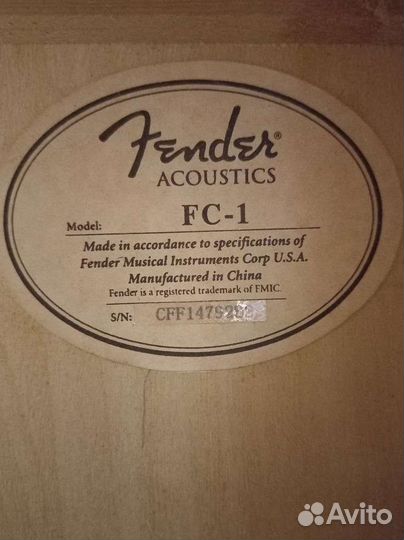 Fender®
ACOUSTICS
Model: FC-1
Made in accordance to specifications of
Fender Musical Instruments Corp U.S.A.
Manufactured in China
Fender is a registered trademark of FMIC.
S/N:
Avito